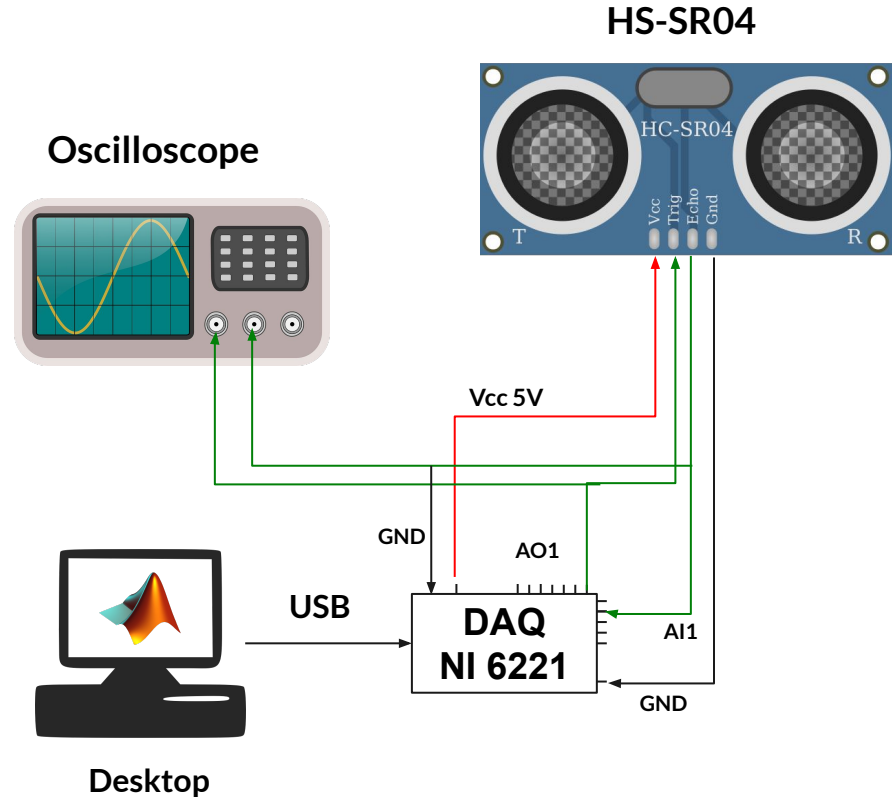 HS-SR04
Oscilloscope
HC-SR04
Vcc
Trig
Echo
Gnd
T
R
Vcc 5V
GND
AO1
USB
DAQ
NI 6221
AI1
GND
Desktop